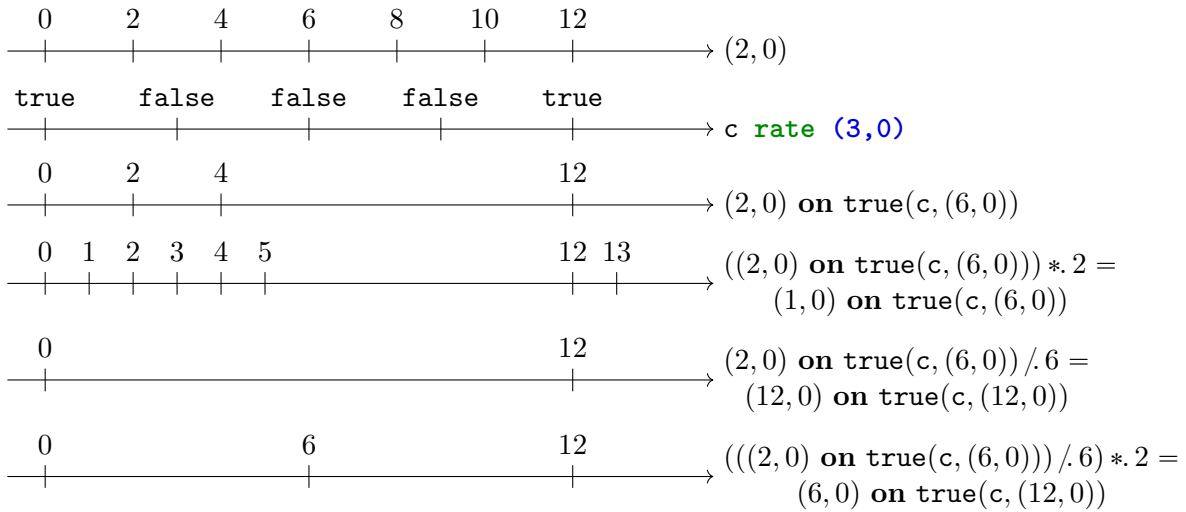 0 2 4 6 8 10 12
(2,0)
true false false false true
c rate (3,0)
0 2 4 12
(2,0) on true(c,(6,0))
0 1 2 3 4 5 12 13
((2,0) on true(c,(6,0))) *. 2 =
(1,0) on true(c,(6,0))
0 12
(2,0) on true(c,(6,0)) /. 6 =
(12,0) on true(c,(12,0))
0 6 12
(((2,0) on true(c,(6,0))) /. 6) *. 2 =
(6,0) on true(c,(12,0))